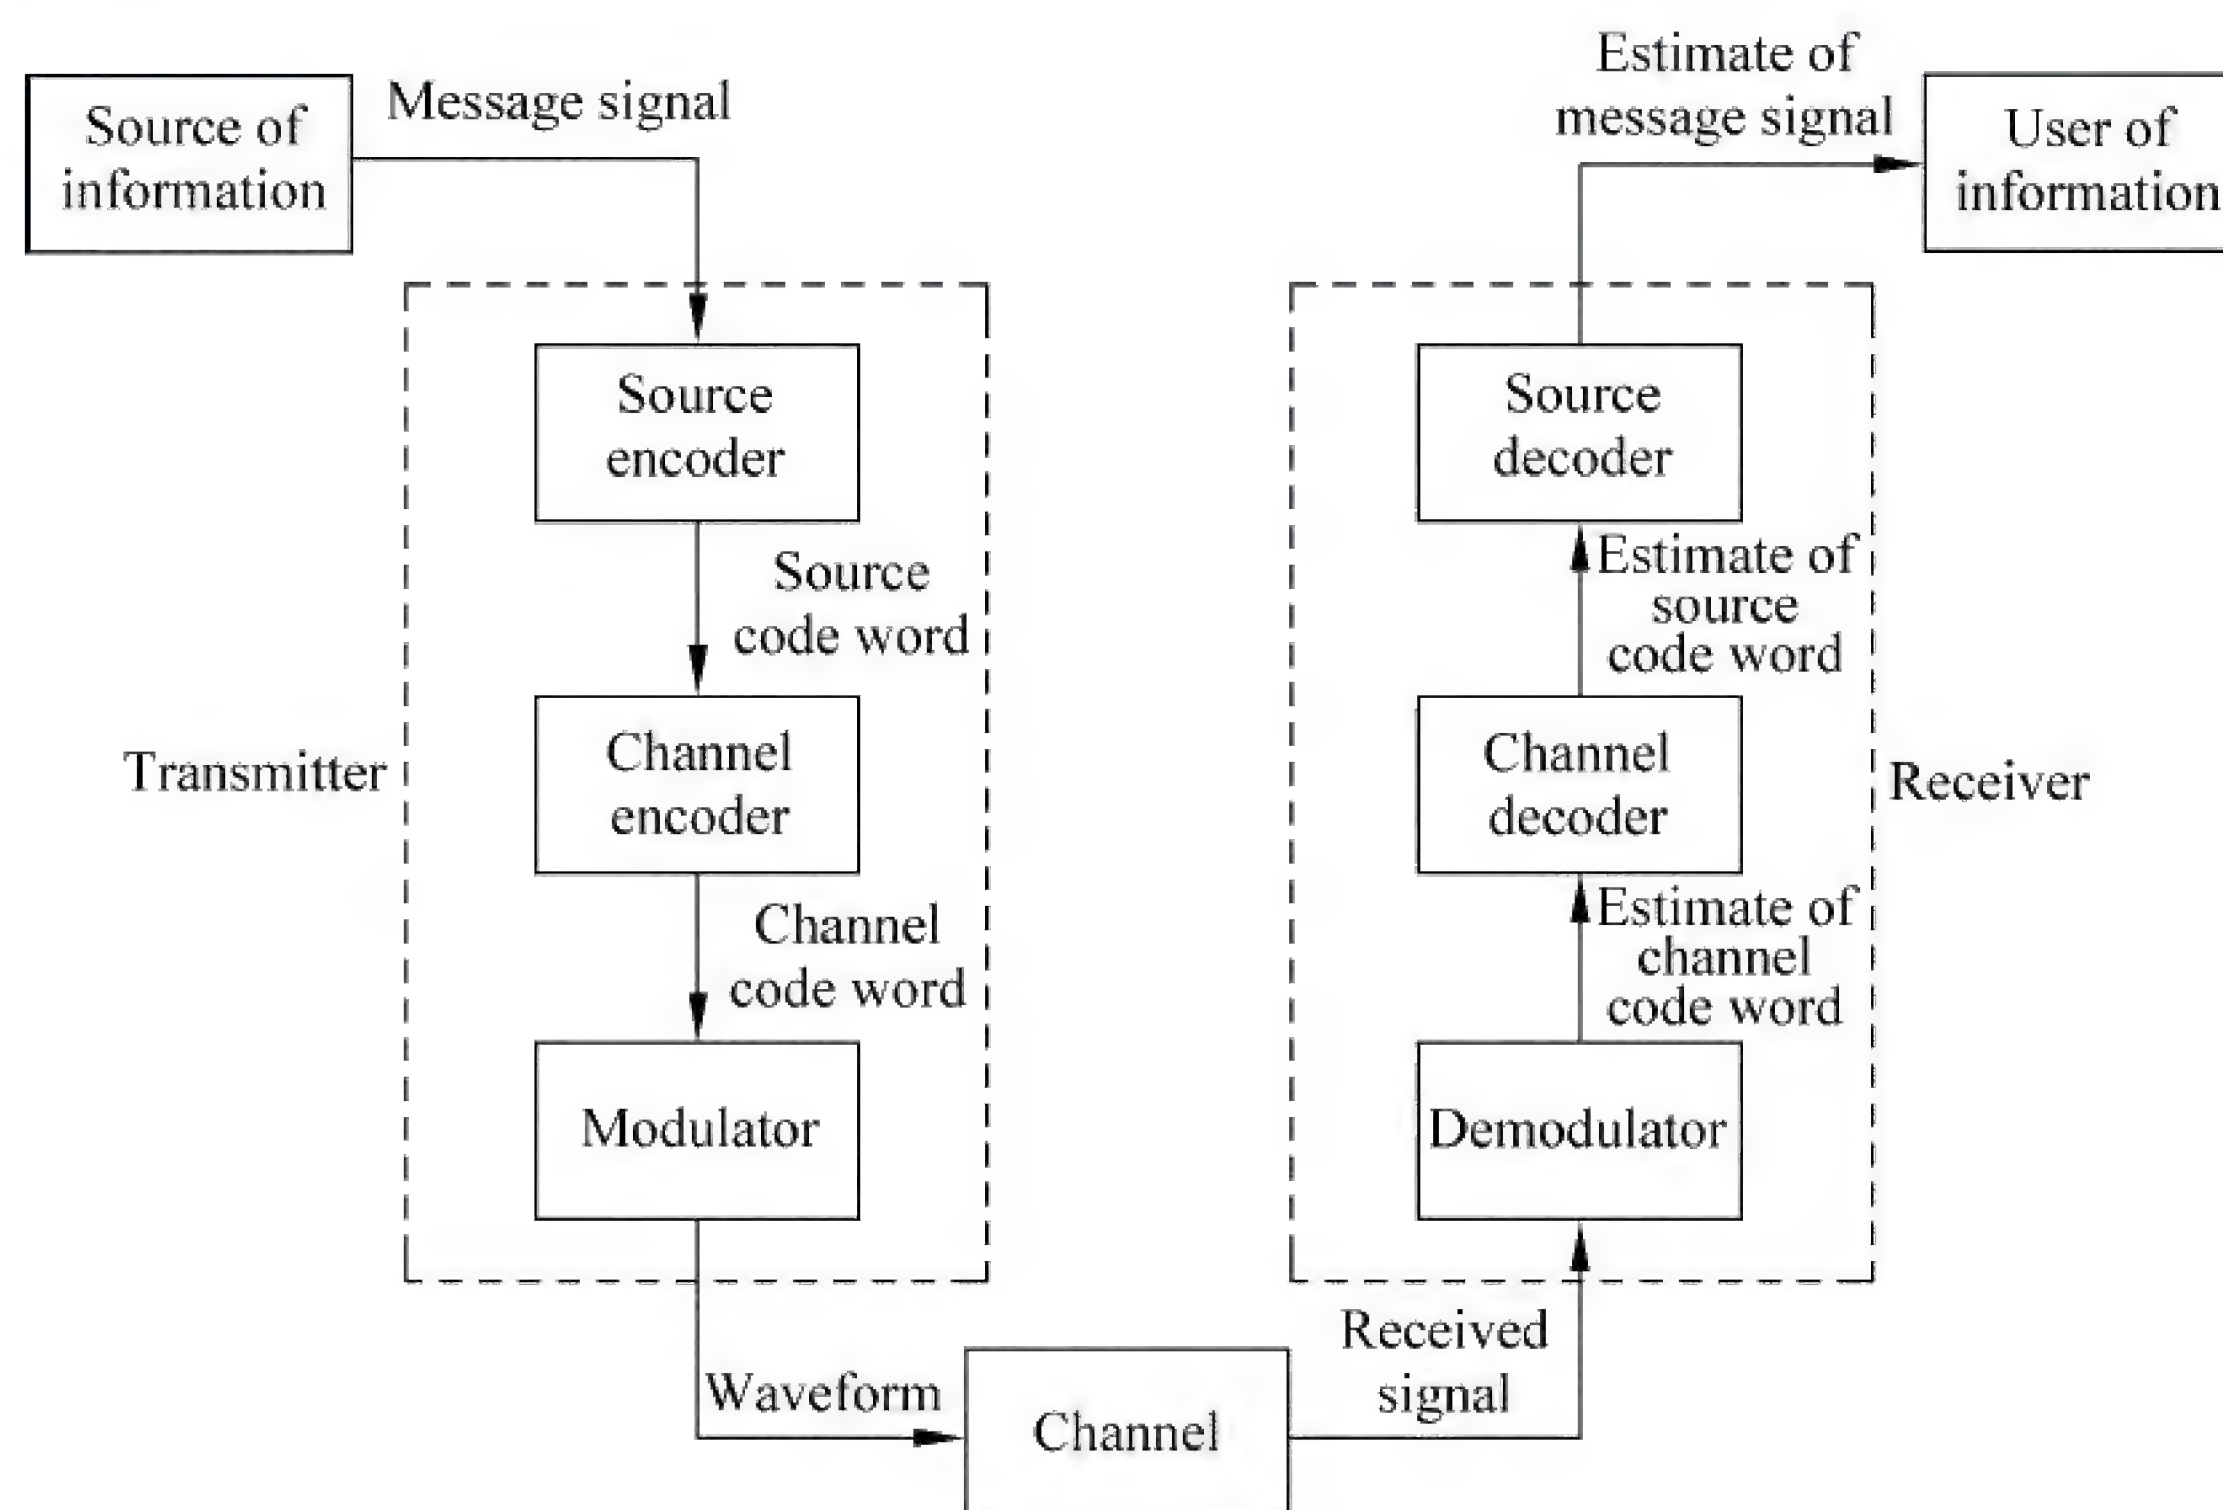 Source of
information
Message signal
Source
encoder
Source
code word
Channel
encoder
Channel
code word
Modulator
Transmitter
Waveform
Channel
Received
signal
Demodulator
Estimate of
channel
code word
Channel
decoder
Receiver
Estimate of
source
code word
Source
decoder
Estimate of
message signal
User of
information